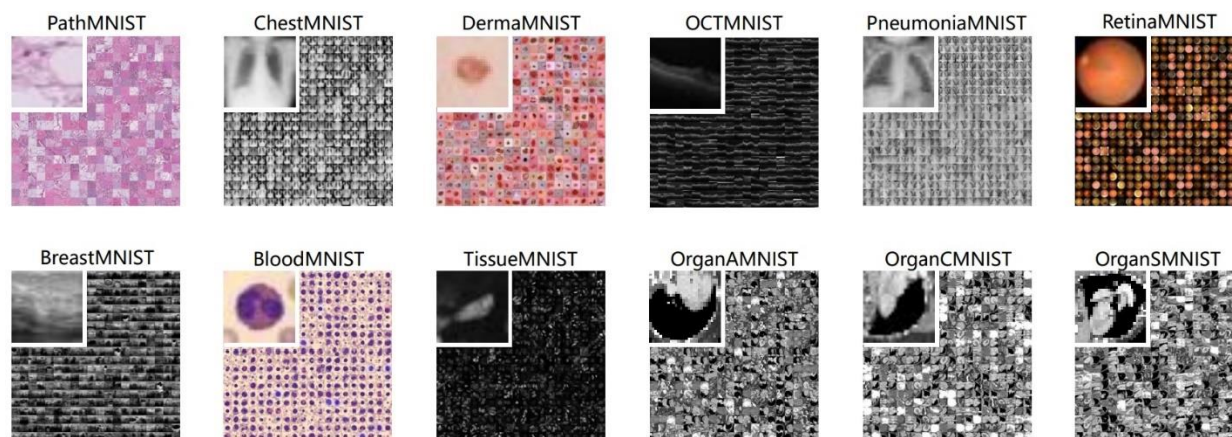 PathMNIST
ChestMNIST
DermaMNIST
OCTMNIST
PneumoniaMNIST
RetinaMNIST
BreastMNIST
BloodMNIST
TissueMNIST
OrganAMNIST
OrganCMNIST
OrganSMNIST